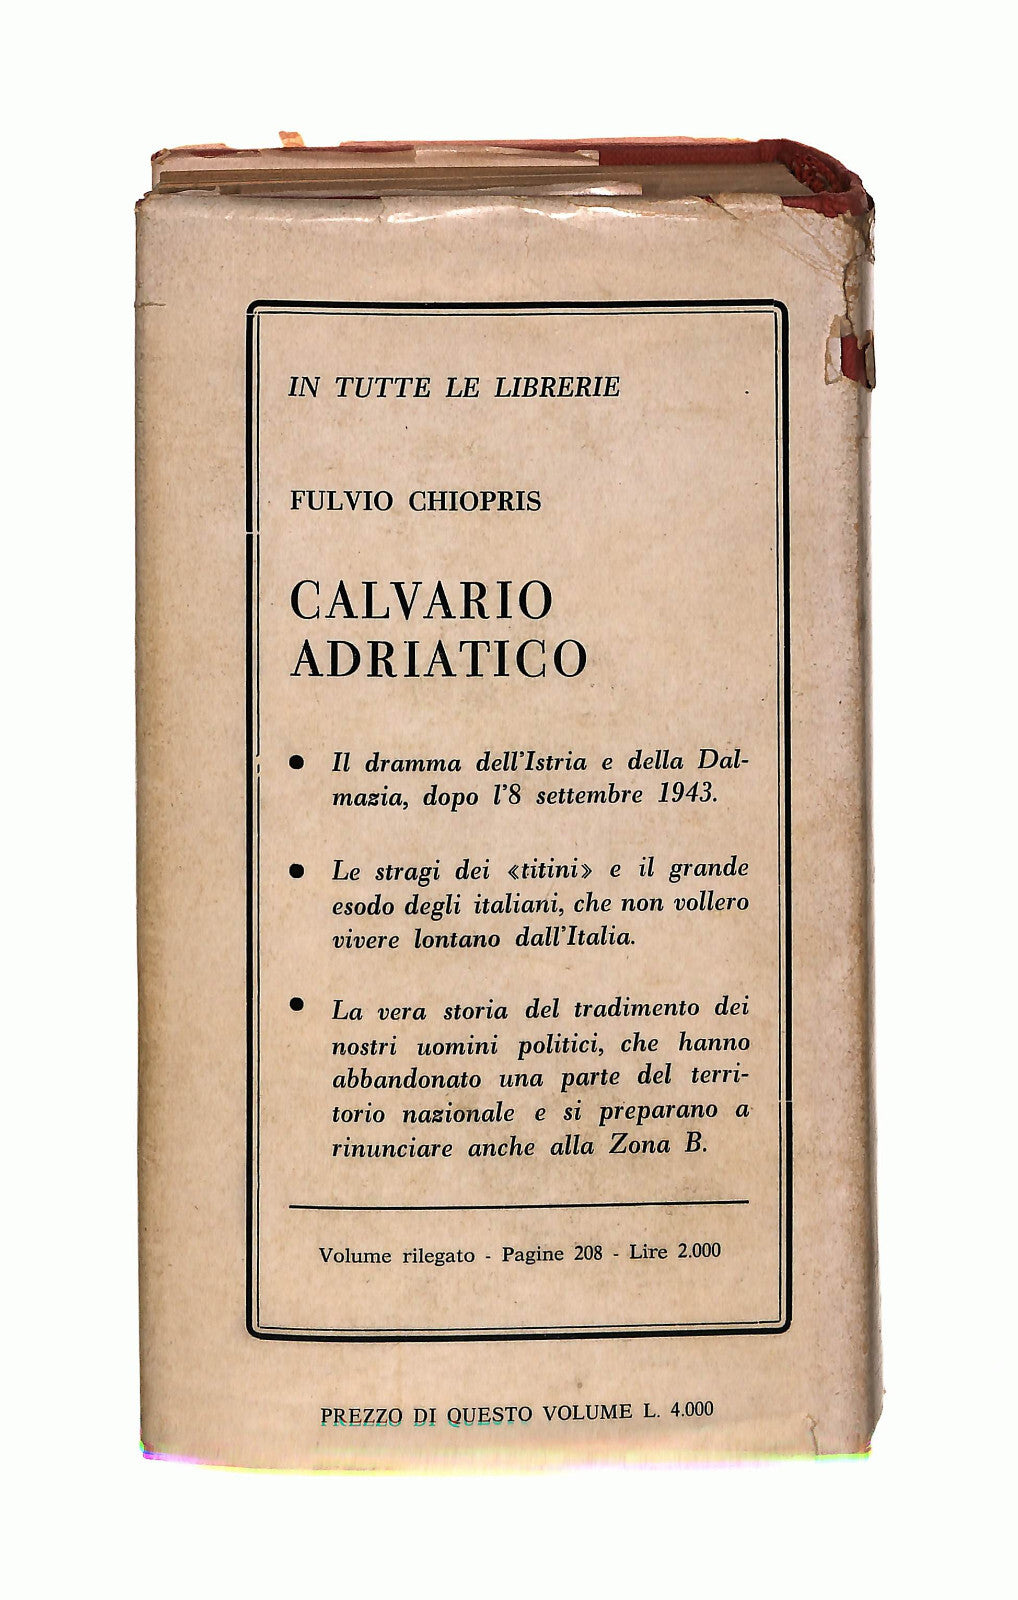 IN TUTTE LE LIBRERIE
FULVIO CHIOPRIS
CALVARIO
ADRIATICO
● Il dramma dell'Istria e della Dal-
mazia, dopo l'8 settembre 1943.
● Le stragi dei «titini» e il grande
esodo degli italiani, che non vollero
vivere lontano dall'Italia.
● La vera storia del tradimento dei
nostri uomini politici, che hanno
abbandonato una parte del terri-
torio nazionale e si preparano a
rinunciare anche alla Zona B.
Volume rilegato - Pagine 208 - Lire 2.000
PREZZO DI QUESTO VOLUME L. 4.000